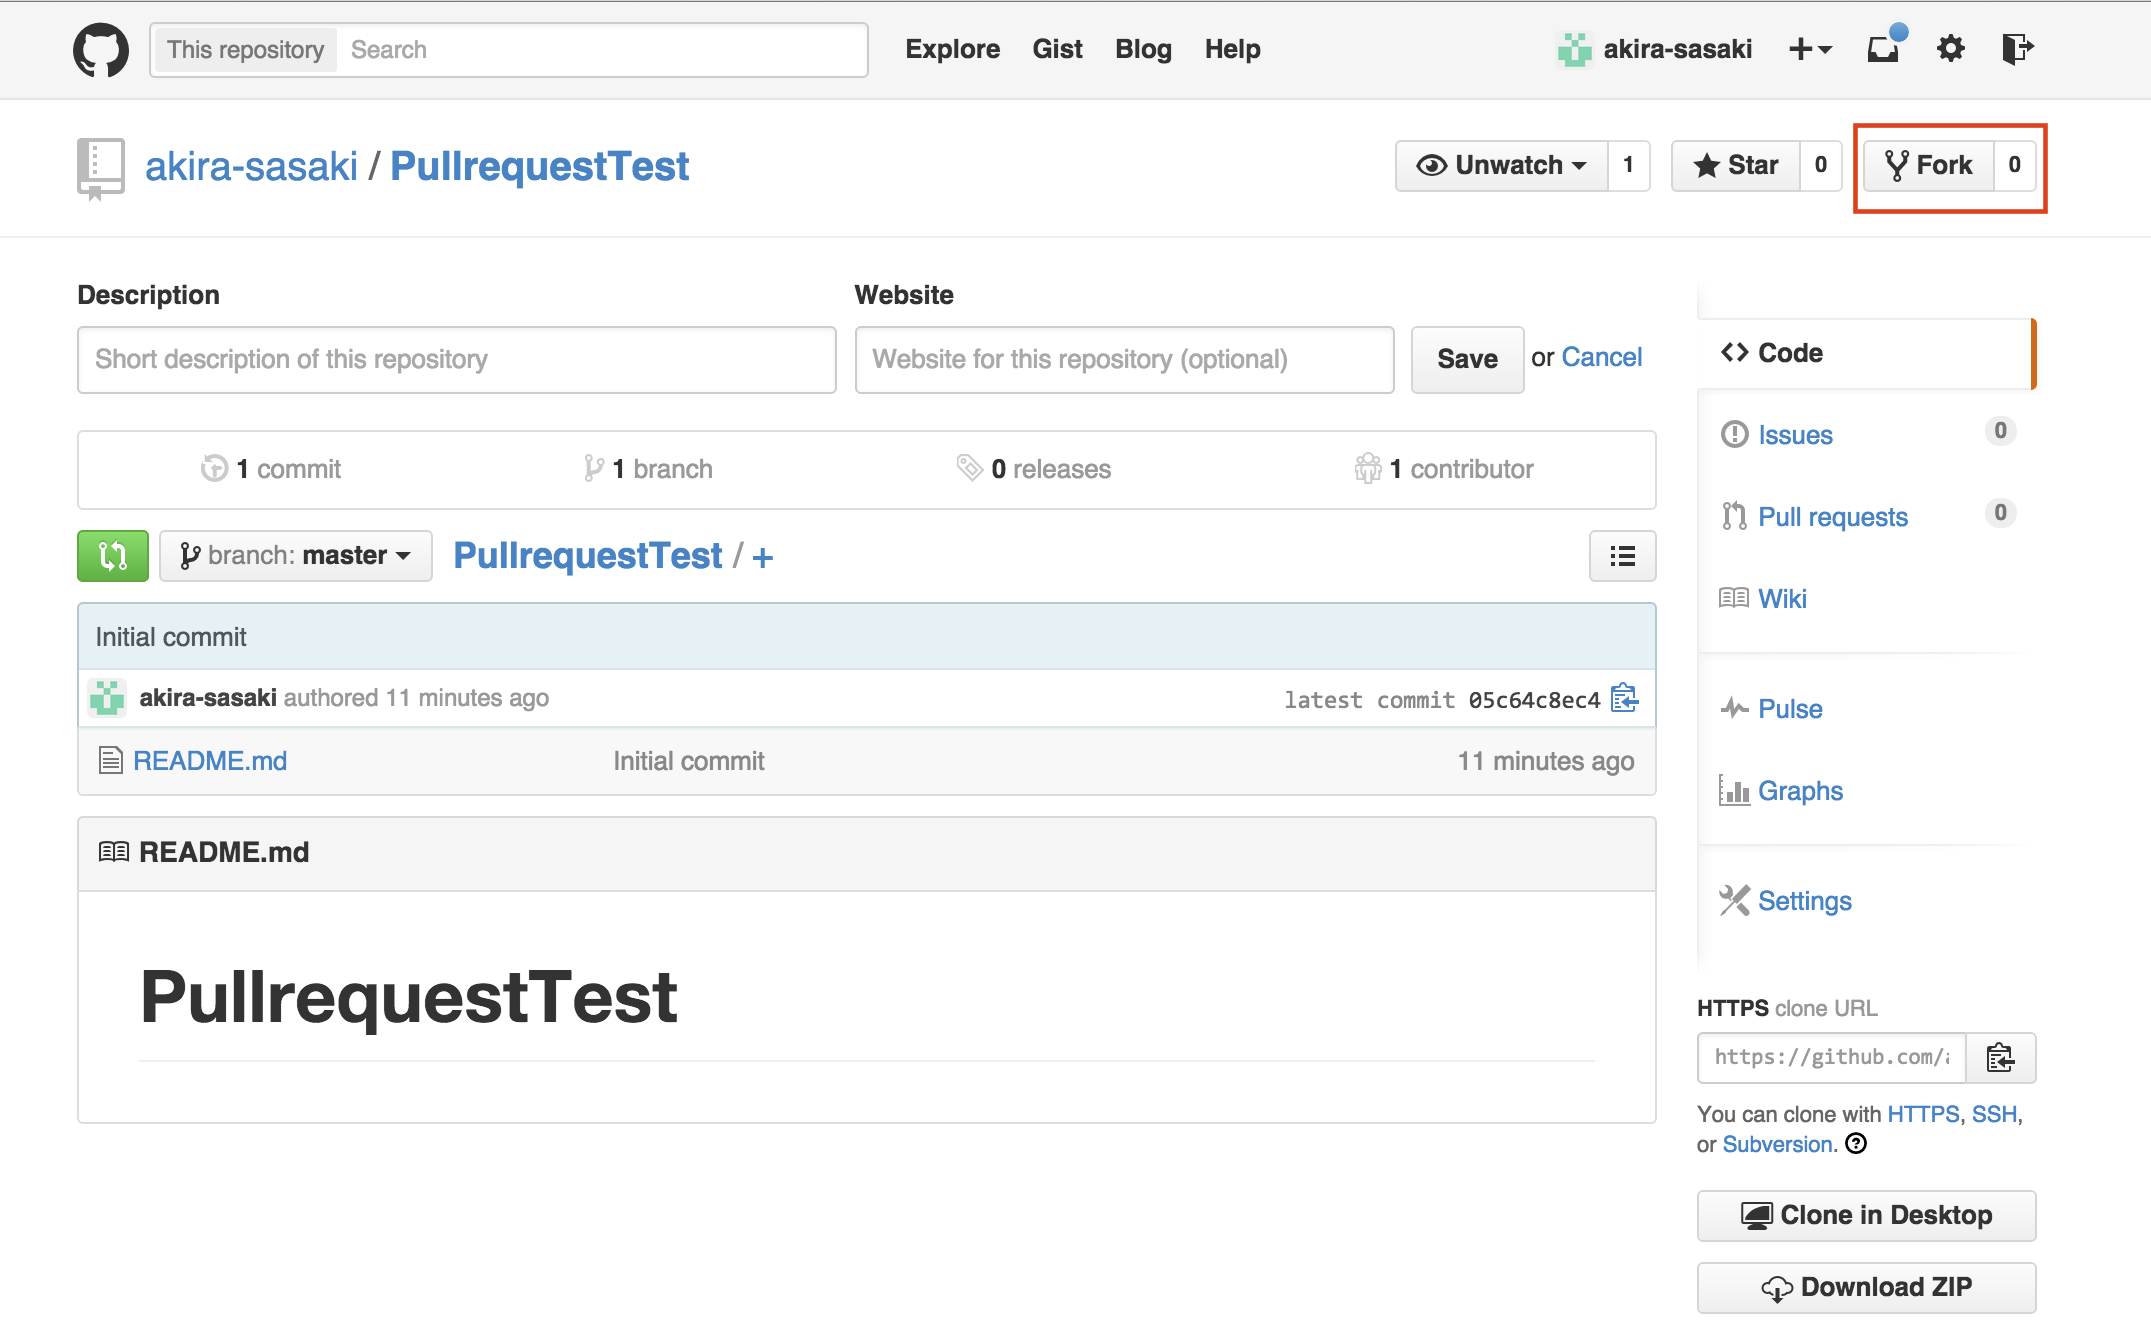 This repository Search Explore Gist Blog Help akira-sasaki
akira-sasaki / PullrequestTest Unwatch 1 Star 0 Fork 0
Description Website
Short description of this repository Website for this repository (optional) Save or Cancel
1 commit 1 branch 0 releases 1 contributor
branch: master PullrequestTest / +
Initial commit
akira-sasaki authored 11 minutes ago latest commit 05c64c8ec4
README.md Initial commit 11 minutes ago
README.md
PullrequestTest
Code
Issues 0
Pull requests 0
Wiki
Pulse
Graphs
Settings
HTTPS clone URL
https://github.com/
You can clone with HTTPS, SSH,
or Subversion.
Clone in Desktop
Download ZIP